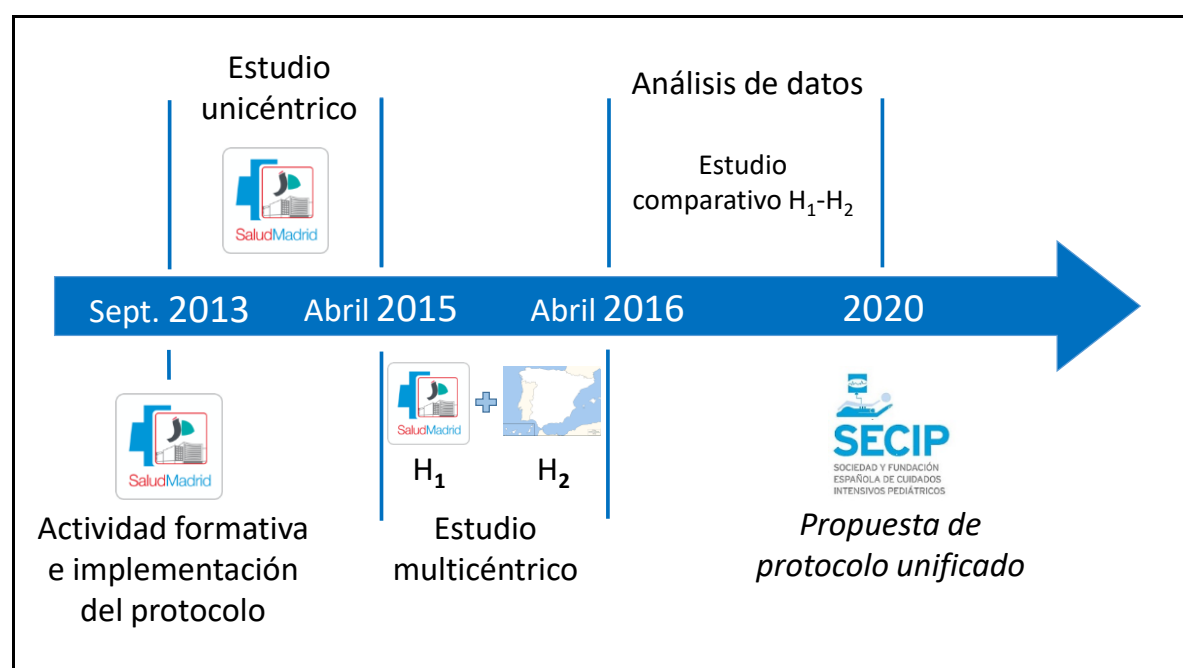 Estudio
unicéntrico
SaludMadrid
Análisis de datos
Estudio
comparativo H₁-H₂
Sept. 2013
Abril 2015
Abril 2016
2020
SaludMadrid
Actividad formativa
e implementación
del protocolo
SaludMadrid
H₁
H₂
Estudio
multicéntrico
SECIP
SOCIEDAD Y FUNDACIÓN
ESPAÑOLA DE CUIDADOS
INTENSIVOS PEDIÁTRICOS
Propuesta de
protocolo unificado